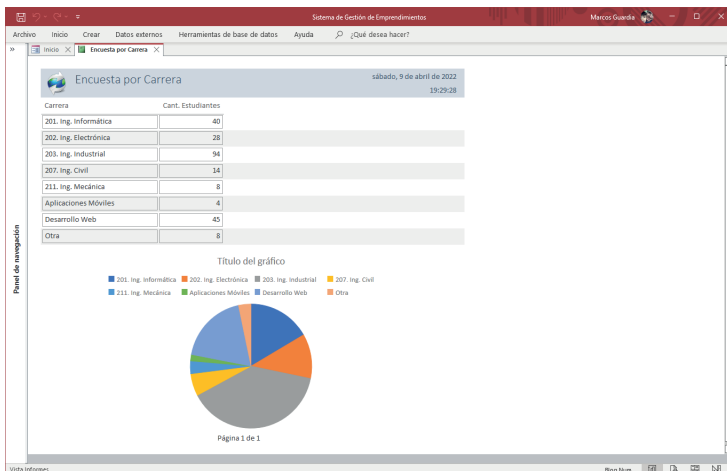 Sistema de Gestión de Emprendimientos
Marcos Guardia
Archivo Inicio Crear Datos externos Herramientas de base de datos Ayuda ¿Qué desea hacer?
» Inicio Encuesta por Carrera
Encuesta por Carrera
sábado, 9 de abril de 2022
19:29:28
Carrera Cant. Estudiantes
201. Ing. Informática 40
202. Ing. Electrónica 28
203. Ing. Industrial 94
207. Ing. Civil 14
211. Ing. Mecánica 8
Aplicaciones Móviles 4
Desarrollo Web 45
Otra 8
Panel de navegación
Título del gráfico
201. Ing. Informática 202. Ing. Electrónica 203. Ing. Industrial 207. Ing. Civil
211. Ing. Mecánica Aplicaciones Móviles Desarrollo Web Otra
Página 1 de 1
Vista Informes
Bloq Num